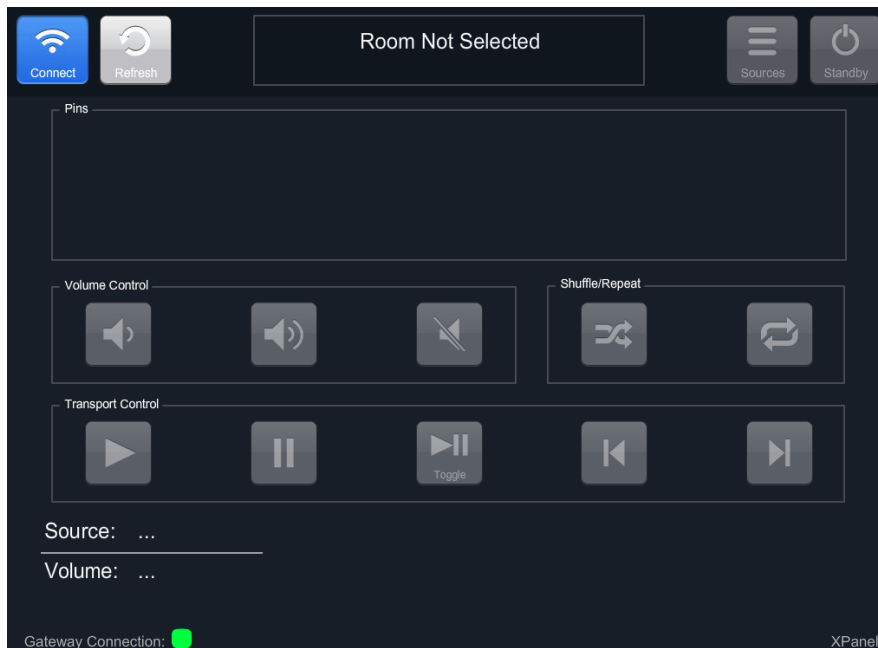 Room Not Selected
Connect
Refresh
Sources
Standby
Pins
Volume Control
Shuffle/Repeat
Transport Control
Toggle
Source: ...
Volume: ...
Gateway Connection:
XPanel